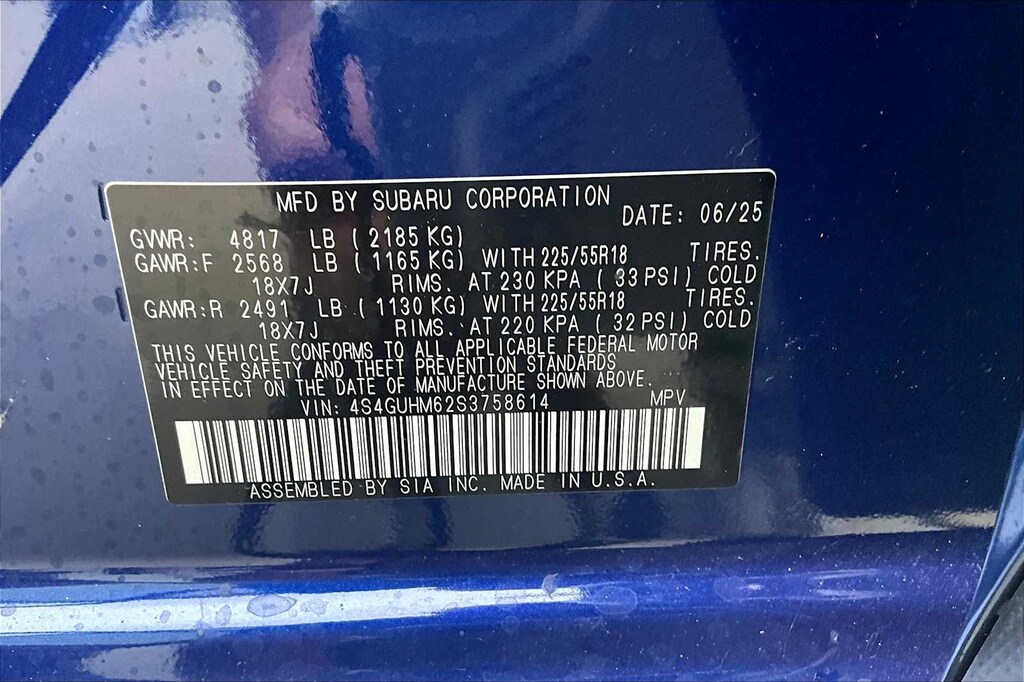 MFD BY SUBARU CORPORATION DATE: 06/25
GVWR: 4817 LB ( 2185 KG)
GAWR:F 2568 LB ( 1165 KG) WITH 225/55R18 TIRES.
18X7J RIMS. AT 230 KPA ( 33 PSI) COLD
GAWR:R 2491 LB ( 1130 KG) WITH 225/55R18 TIRES.
18X7J RIMS. AT 220 KPA ( 32 PSI) COLD
THIS VEHICLE CONFORMS TO ALL APPLICABLE FEDERAL MOTOR
VEHICLE SAFETY AND THEFT PREVENTION STANDARDS
IN EFFECT ON THE DATE OF MANUFACTURE SHOWN ABOVE.
VIN: 4S4GUHM62S3758614 MPV
ASSEMBLED BY SIA INC. MADE IN U.S.A.